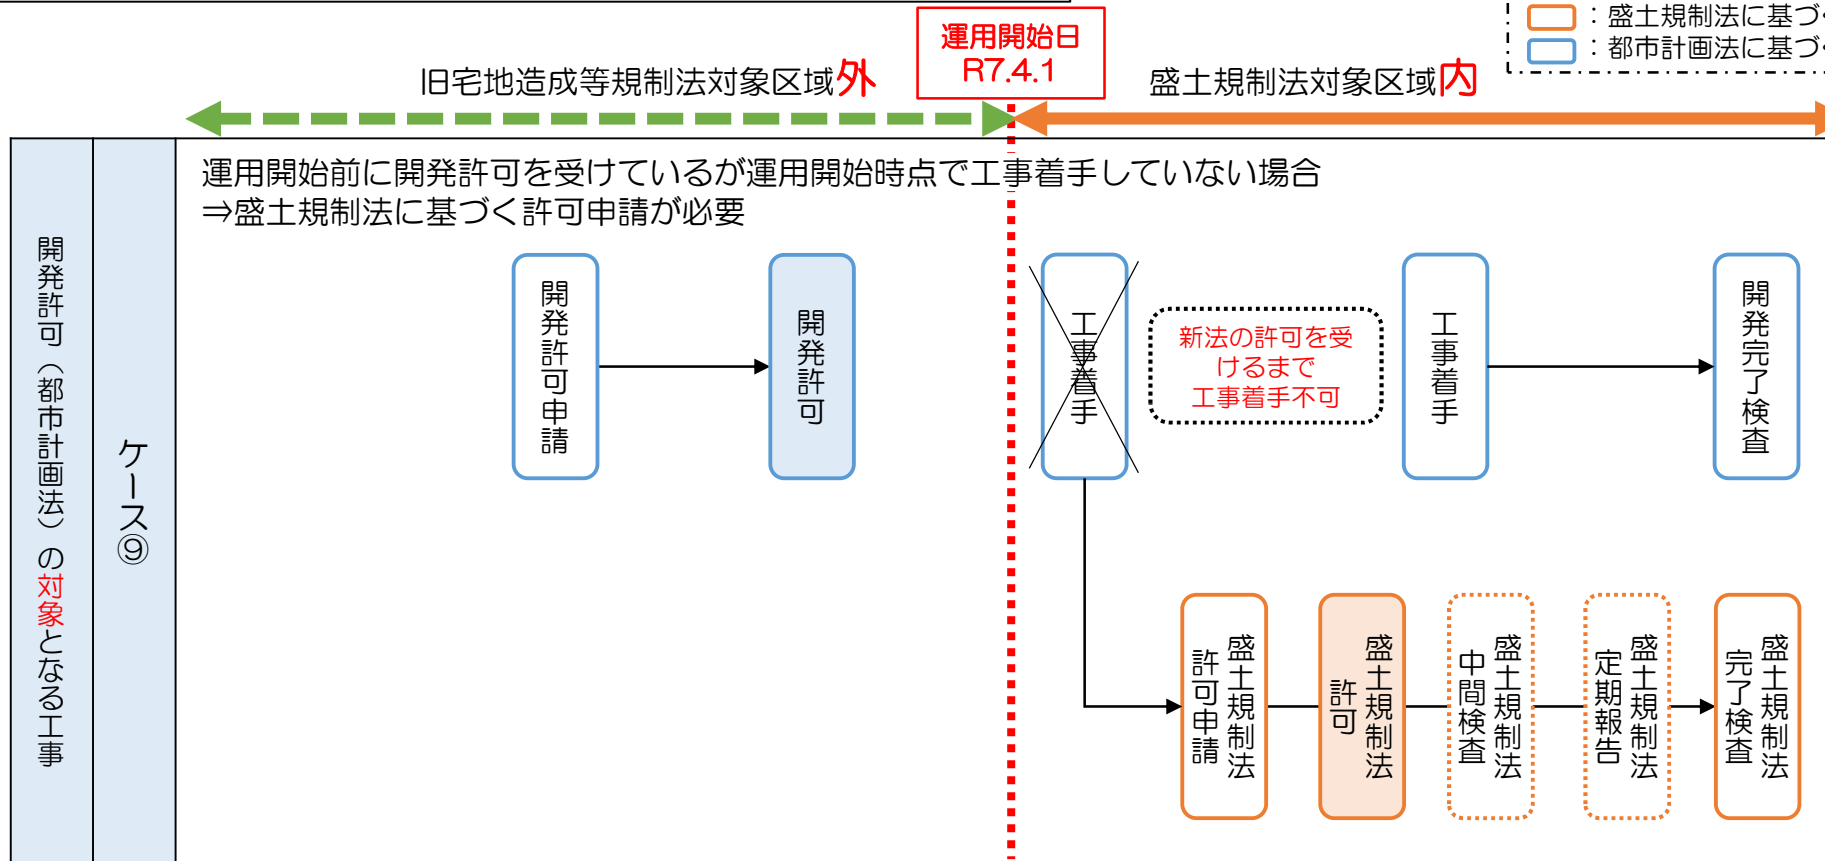 ：盛土規制法に基づく
：都市計画法に基づく
運用開始日
R7.4.1
旧宅地造成等規制法対象区域外
盛土規制法対象区域内
開発許可（都市計画法）の対象となる工事
ケース⑨
運用開始前に開発許可を受けているが運用開始時点で工事着手していない場合
⇒盛土規制法に基づく許可申請が必要
開発許可申請
開発許可
工事着手
新法の許可を受
けるまで
工事着手不可
工事着手
開発完了検査
盛土規制法
許可申請
盛土規制法
許可
盛土規制法
中間検査
盛土規制法
定期報告
盛土規制法
完了検査